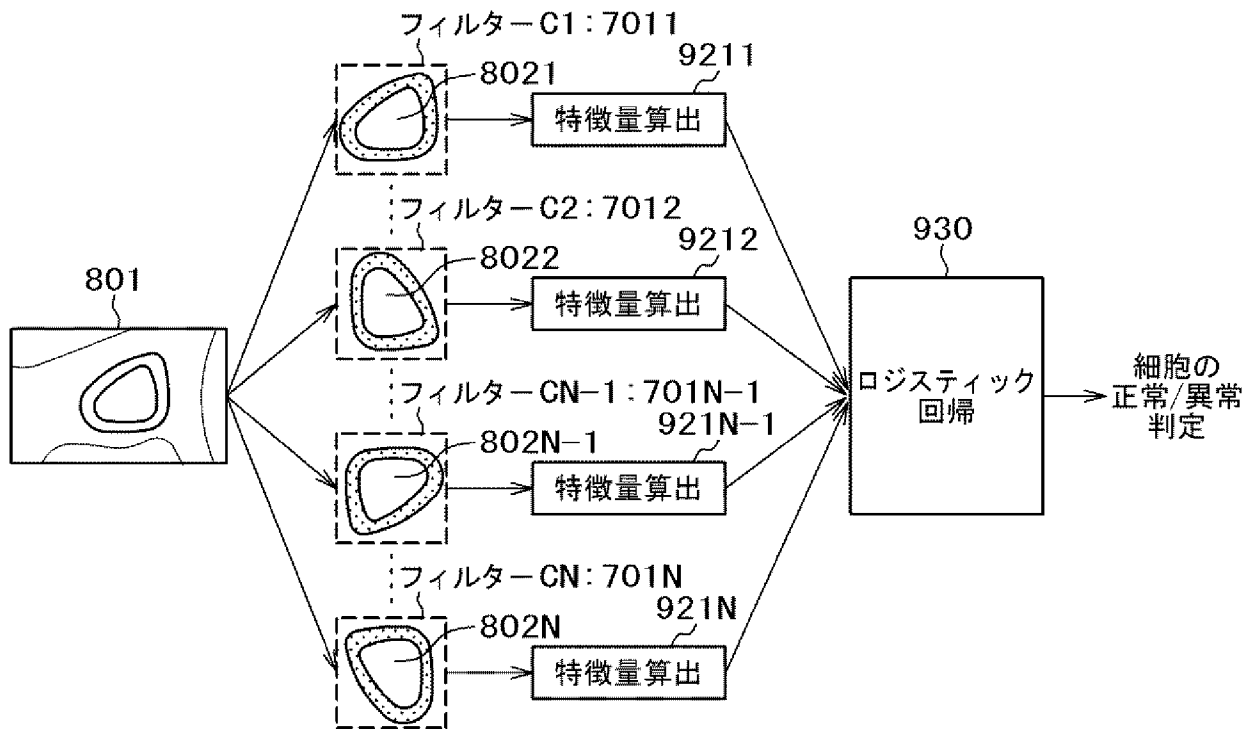 フィルターC1:7011
8021
9211
特徴量算出
フィルターC2:7012
8022
9212
特徴量算出
930
801
ロジスティック
回帰
細胞の
正常/異常
判定
フィルターCN-1:701N-1
802N-1
921N-1
特徴量算出
フィルターCN:701N
802N
921N
特徴量算出